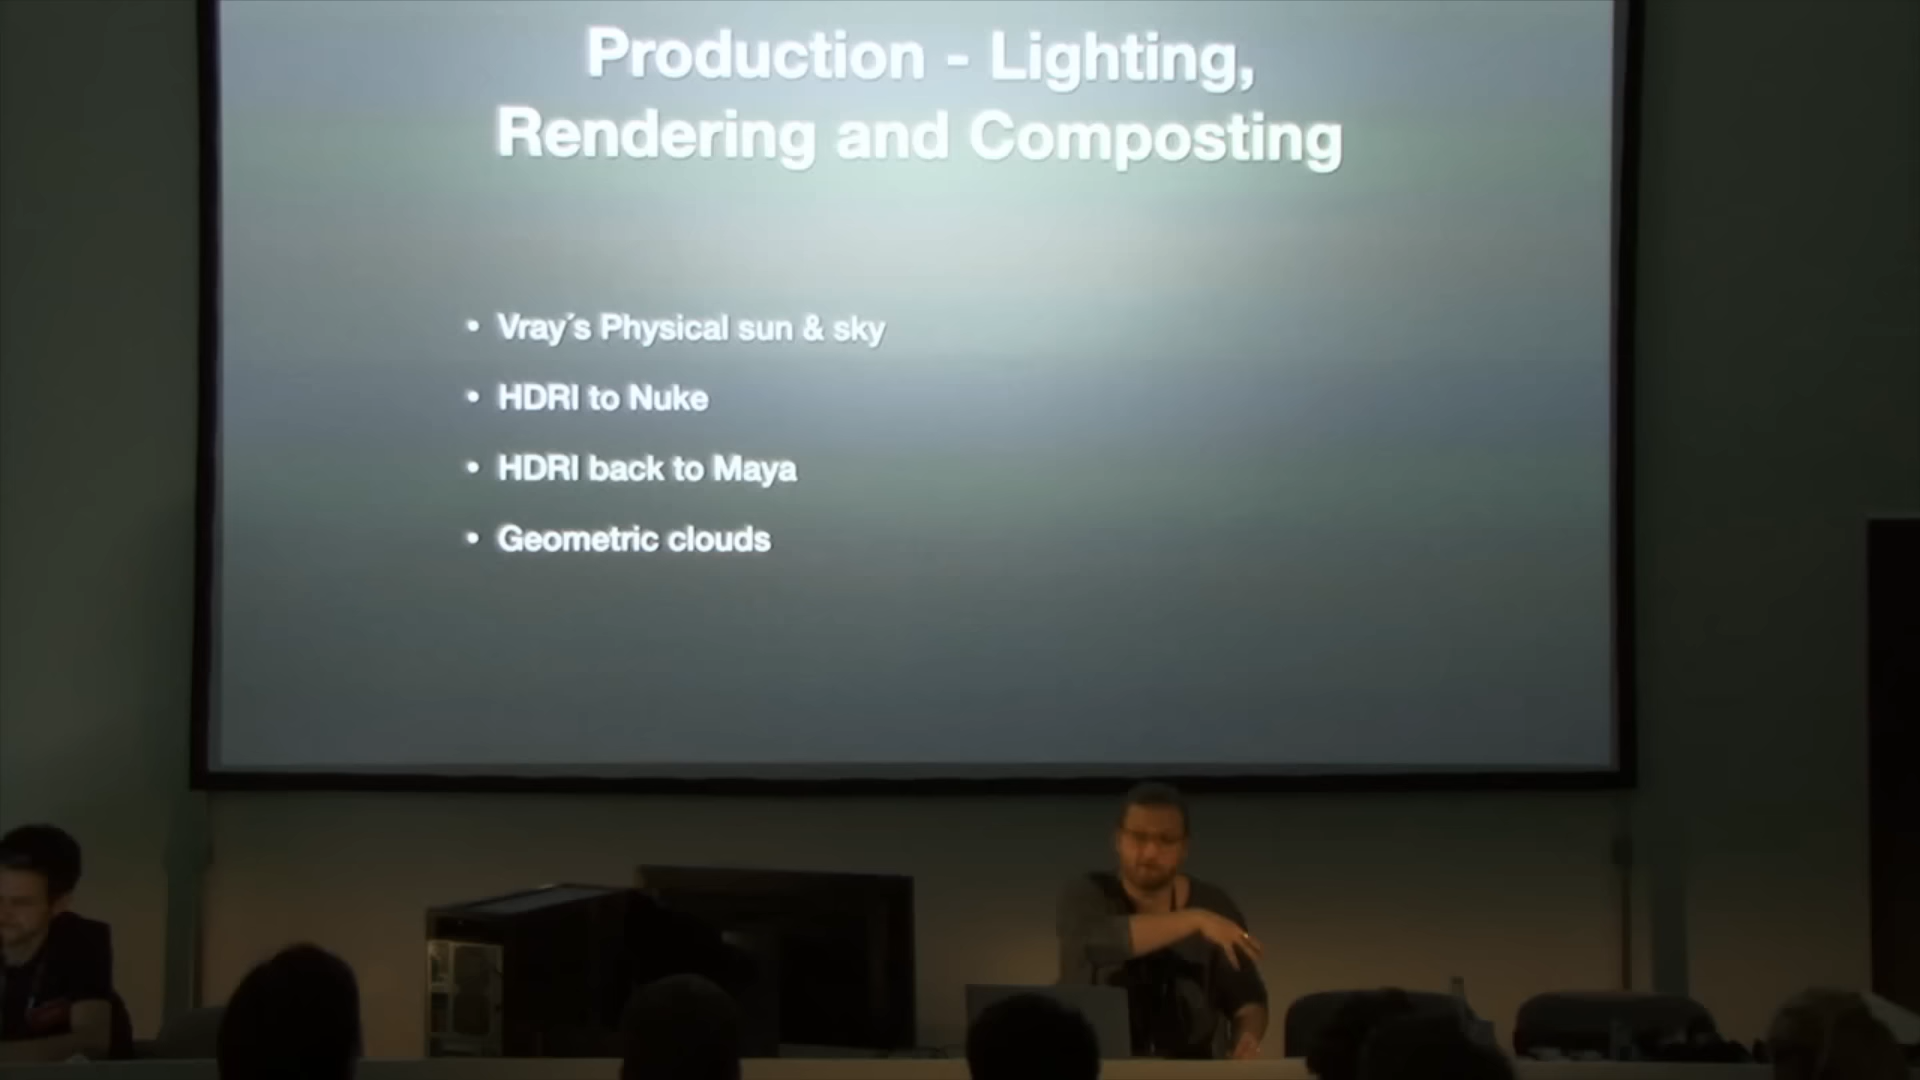 Production - Lighting,
Rendering and Composting
• Vray´s Physical sun & sky
• HDRI to Nuke
• HDRI back to Maya
• Geometric clouds